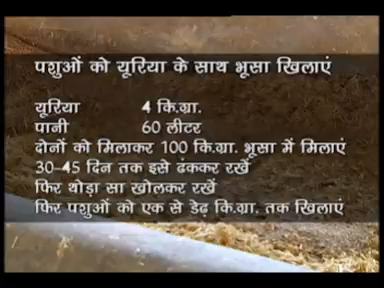 पशुओं को यूरिया के साथ भूसा खिलाएं
यूरिया 4 कि.ग्रा.
पानी 60 लीटर
दोनों को मिलाकर 100 कि.ग्रा. भूसा में मिलाएं
30-45 दिन तक इसे ढंककर रखें
फिर थोड़ा सा खोलकर रखें
फिर पशुओं को एक से डेढ़ कि.ग्रा. तक खिलाएं